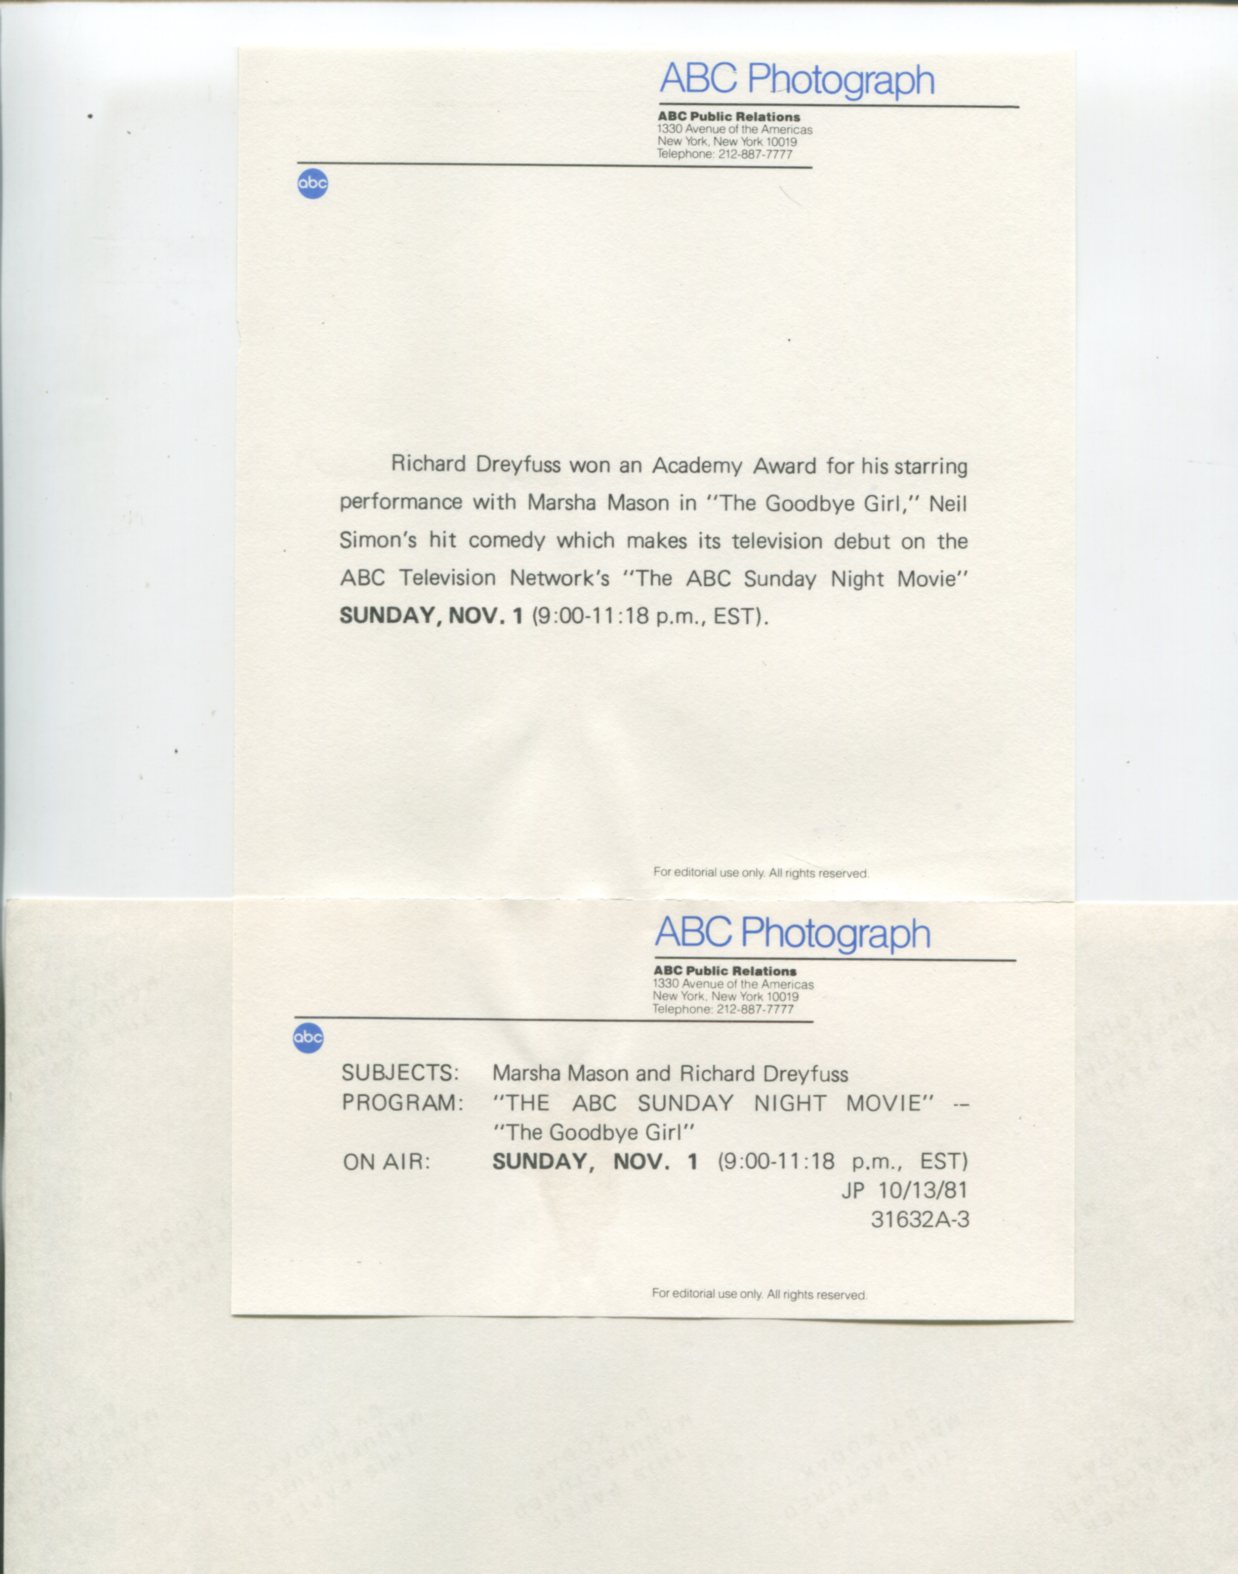 ABC Photograph
ABC Public Relations
1330 Avenue of the Americas
New York, New York 10019
Telephone: 212-887-7777
abc
Richard Dreyfuss won an Academy Award for his starring
performance with Marsha Mason in "The Goodbye Girl," Neil
Simon's hit comedy which makes its television debut on the
ABC Television Network's "The ABC Sunday Night Movie"
SUNDAY, NOV. 1 (9:00-11:18 p.m., EST).
For editorial use only. All rights reserved.
ABC Photograph
ABC Public Relations
1330 Avenue of the Americas
New York, New York 10019
Telephone: 212-887-7777
abc
SUBJECTS: Marsha Mason and Richard Dreyfuss
PROGRAM: "THE ABC SUNDAY NIGHT MOVIE" --
"The Goodbye Girl"
ON AIR: SUNDAY, NOV. 1 (9:00-11:18 p.m., EST)
JP 10/13/81
31632A-3
For editorial use only. All rights reserved.